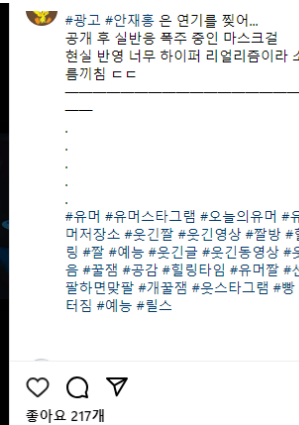 #광고 #안재홍 은 연기를 찢어...
공개 후 실반응 폭주 중인 마스크걸
현실 반영 너무 하이퍼 리얼리즘이라
름끼침 ㄷㄷ
.
.
.
.
.
#유머 #유머스타그램 #오늘의유머
머저장소 #웃긴짤 #웃긴영상 #짤방
링 #짤 #예능 #웃긴글 #웃긴동영상
음 #꿀잼 #공감 #힐링타임 #유머짤
팔하면맞팔 #개꿀잼 #웃스타그램 #빵
터짐 #예능 #릴스
좋아요 217개